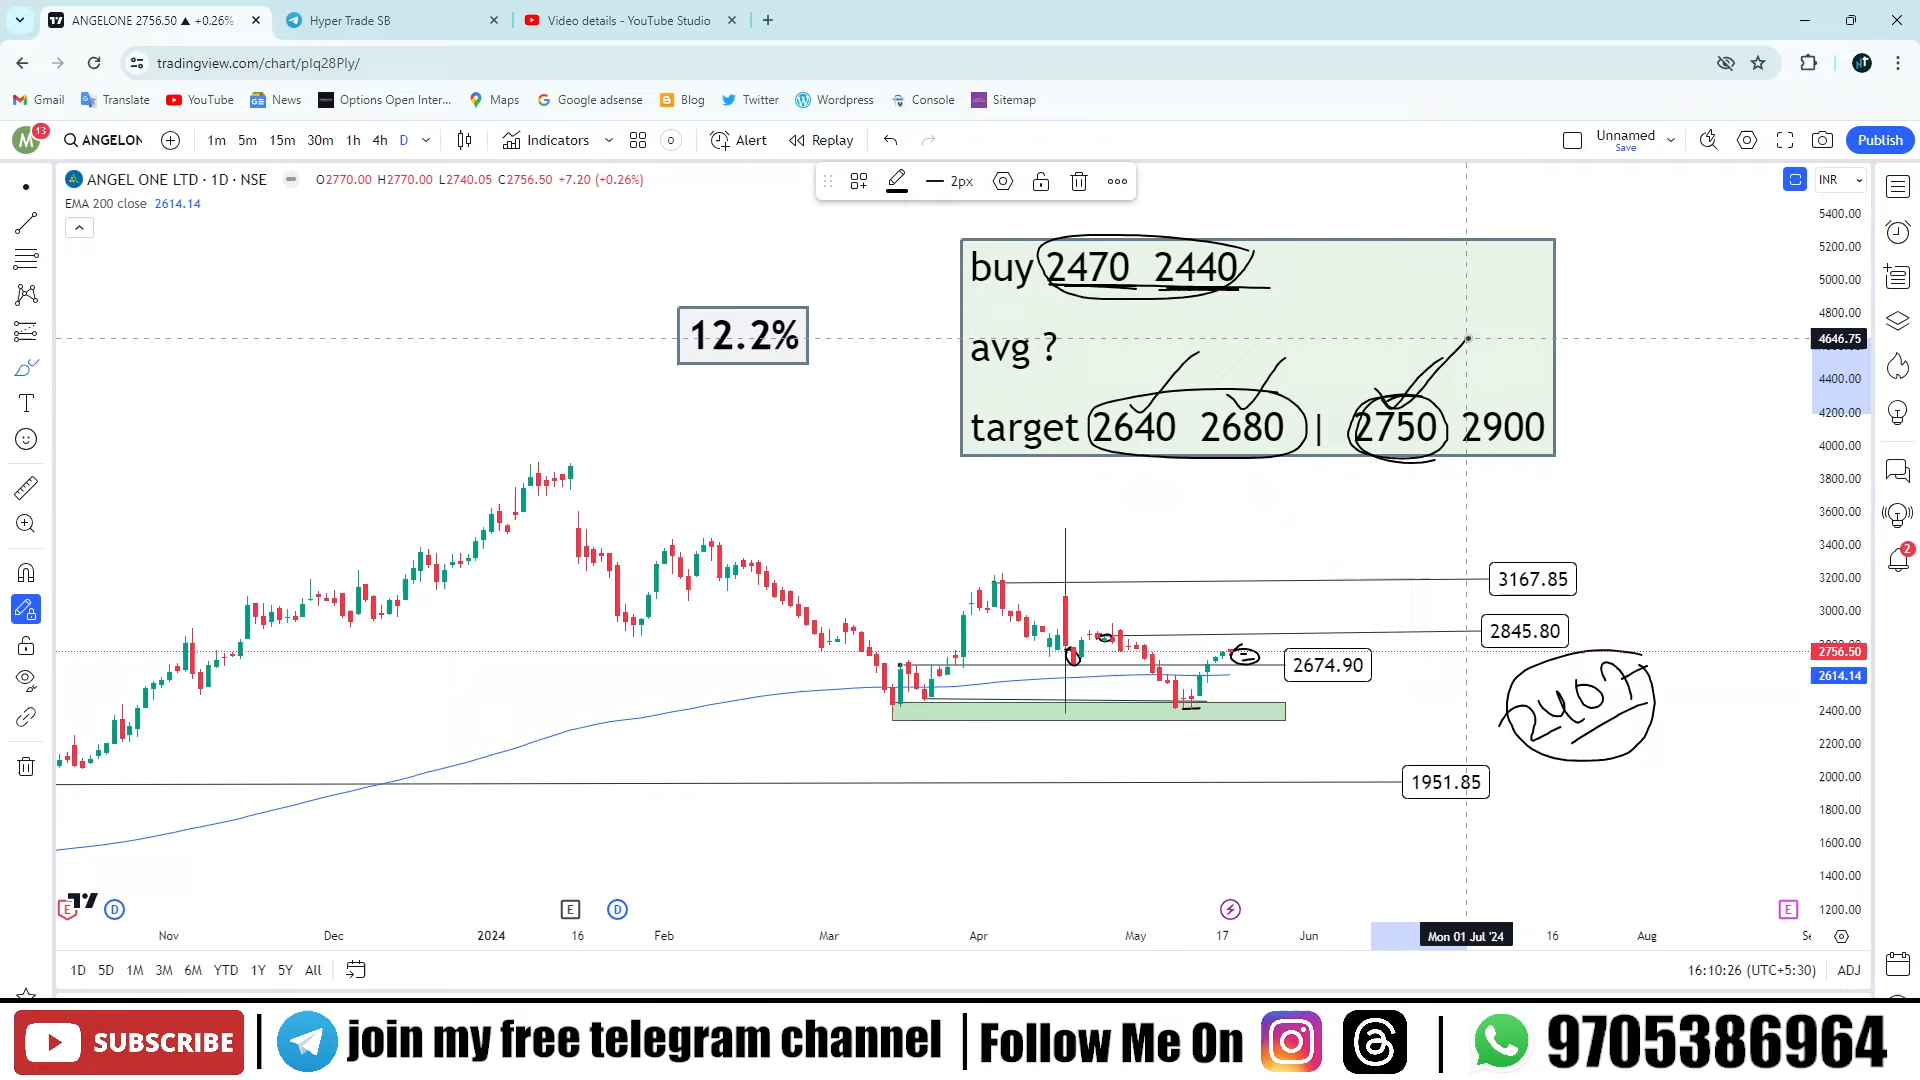 ANGELONE 2756.50 ▲ +0.26%
Hyper Trade SB
Video details - YouTube Studio
tradingview.com/chart/pIq28Ply/
Gmail Translate YouTube News Options Open Inter... Maps Google adsense Blog Twitter Wordpress Console Sitemap
M 13 ANGELON 1m 5m 15m 30m 1h 4h D Indicators Alert Replay Unnamed Save Publish
ANGEL ONE LTD · 1D · NSE O2770.00 H2770.00 L2740.05 C2756.50 +7.20 (+0.26%)
2px
INR
EMA 200 close 2614.14
buy 2470 2440
avg ?
target 2640 2680 | 2750 2900
12.2%
5400.00
5200.00
5000.00
4800.00
4646.75
4400.00
4200.00
4000.00
3800.00
3600.00
3400.00
3200.00
3000.00
2756.50
2614.14
2400.00
2200.00
2000.00
1800.00
1600.00
1400.00
1200.00
3167.85
2845.80
2674.90
2407
1951.85
E D E D E
Nov Dec 2024 16 Feb Mar Apr May 17 Jun Mon 01 Jul '24 16 Aug
1D 5D 1M 3M 6M YTD 1Y 5Y All
16:10:26 (UTC+5:30) ADJ
2
SUBSCRIBE | join my free telegram channel | Follow Me On | 9705386964